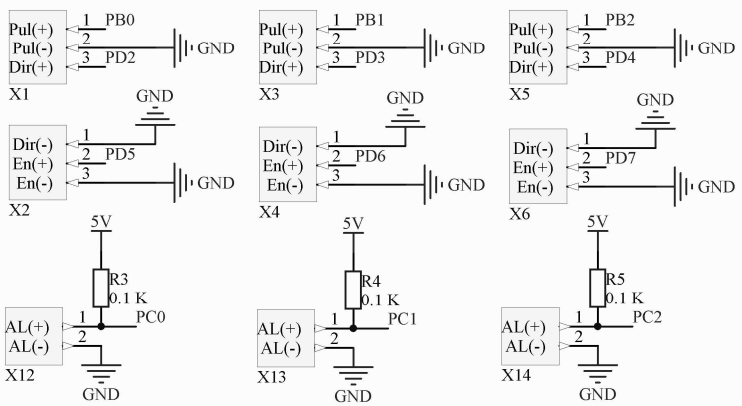 Pul(+) 1 PB0
Pul(-) 2 GND
Dir(+) 3 PD2
X1
Pul(+) 1 PB1
Pul(-) 2 GND
Dir(+) 3 PD3
X3
Pul(+) 1 PB2
Pul(-) 2 GND
Dir(+) 3 PD4
X5
GND
Dir(-) 1
En(+) 2 PD5
En(-) 3 GND
X2
GND
Dir(-) 1
En(+) 2 PD6
En(-) 3 GND
X4
GND
Dir(-) 1
En(+) 2 PD7
En(-) 3 GND
X6
5V
R3
0.1 K
AL(+) 1 PC0
AL(-) 2
X12
GND
5V
R4
0.1 K
AL(+) 1 PC1
AL(-) 2
X13
GND
5V
R5
0.1 K
AL(+) 1 PC2
AL(-) 2
X14
GND